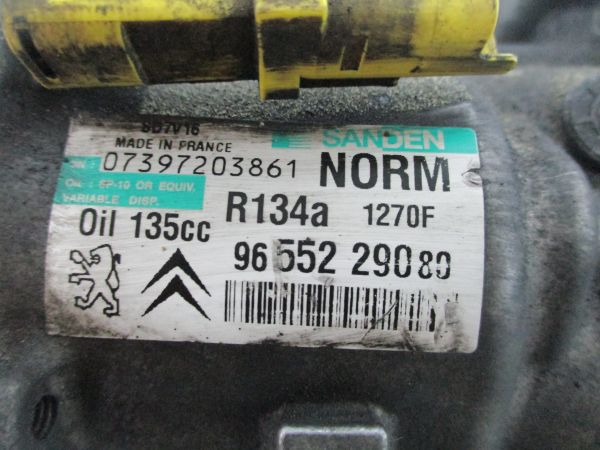 SD7V16
SANDEN
MADE IN FRANCE
S/N: 07397203861
NORM
OIL : SP-10 OR EQUIV.
VARIABLE DISP.
R134a 1270F
Oil 135cc
96 552 290 80